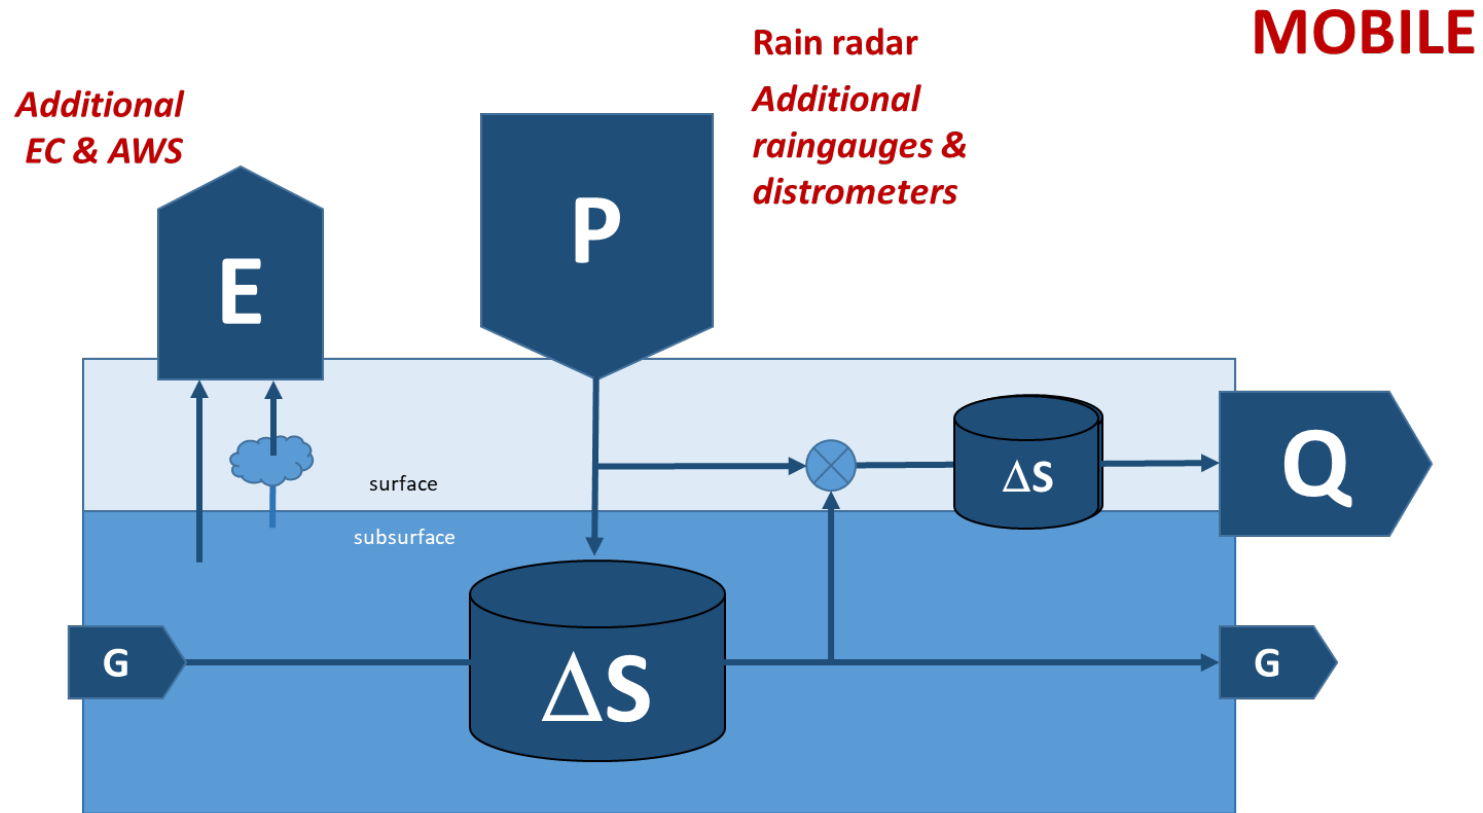 MOBILE
Rain radar
Additional
raingauges &
distrometers
Additional
EC & AWS
P
E
surface
subsurface
ΔS
Q
G
ΔS
G